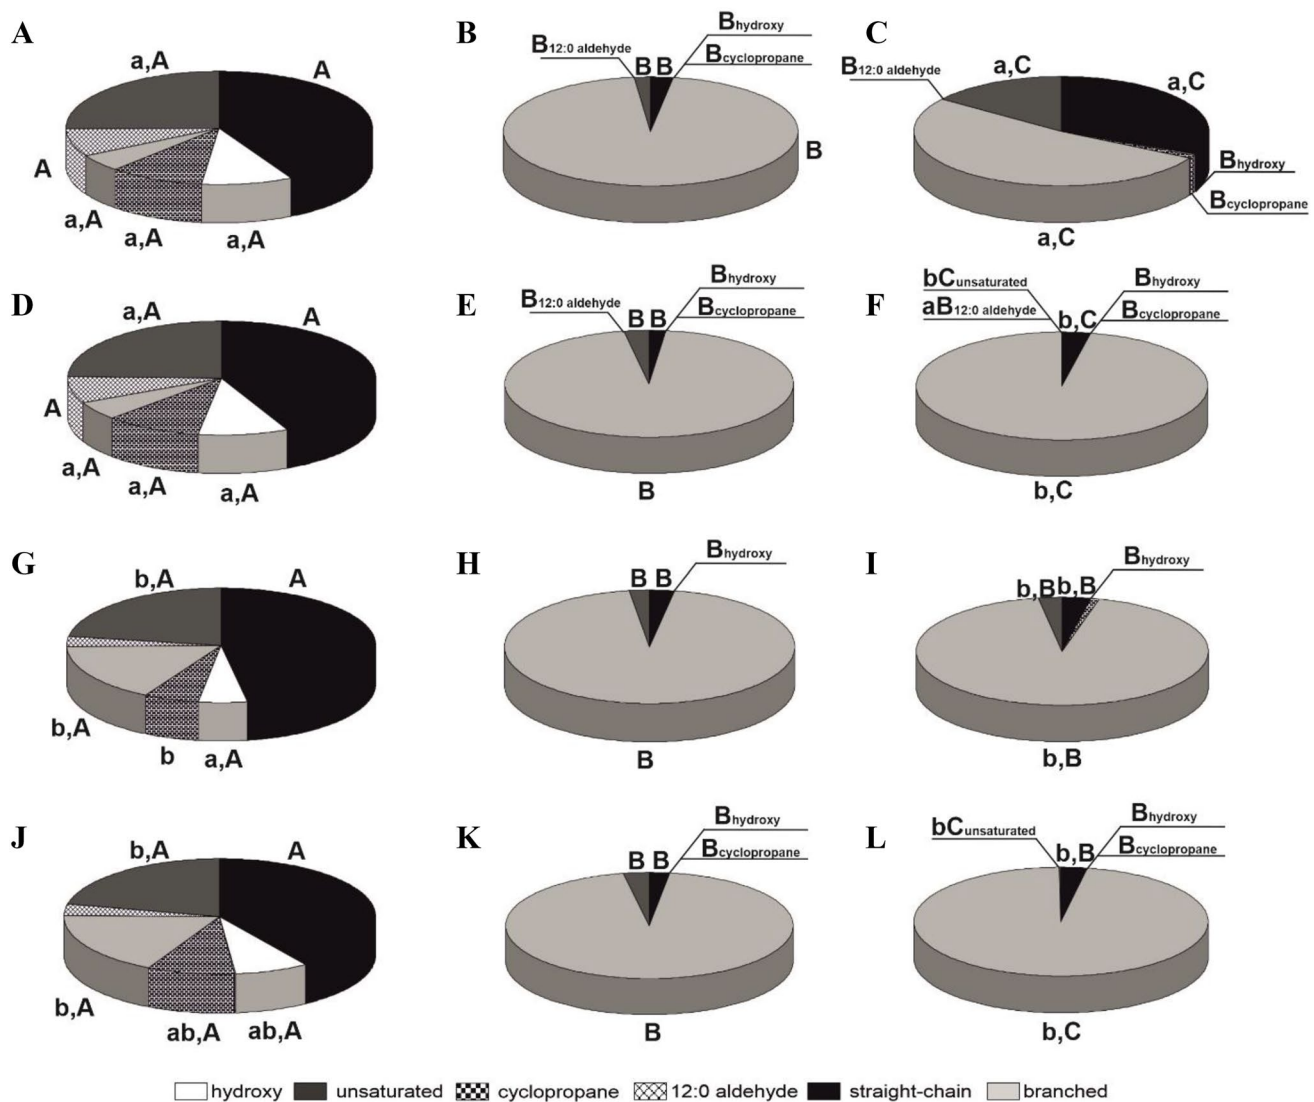 A
a,A
A
A
a,A
a,A
a,A
B
B12:0 aldehyde
B
B
Bhydroxy
Bcyclopropane
B
C
B12:0 aldehyde
a,C
a,C
Bhydroxy
Bcyclopropane
a,C
D
a,A
A
A
a,A
a,A
a,A
E
B12:0 aldehyde
B
B
Bhydroxy
Bcyclopropane
B
F
bCunsaturated
aB12:0 aldehyde
b,C
Bhydroxy
Bcyclopropane
b,C
G
b,A
A
b,A
b
a,A
H
B
B
Bhydroxy
B
I
b,B
b,B
Bhydroxy
b,B
J
b,A
A
b,A
ab,A
ab,A
K
B
B
Bhydroxy
Bcyclopropane
B
L
bCunsaturated
b,B
Bhydroxy
Bcyclopropane
b,C
hydroxy unsaturated cyclopropane 12:0 aldehyde straight-chain branched